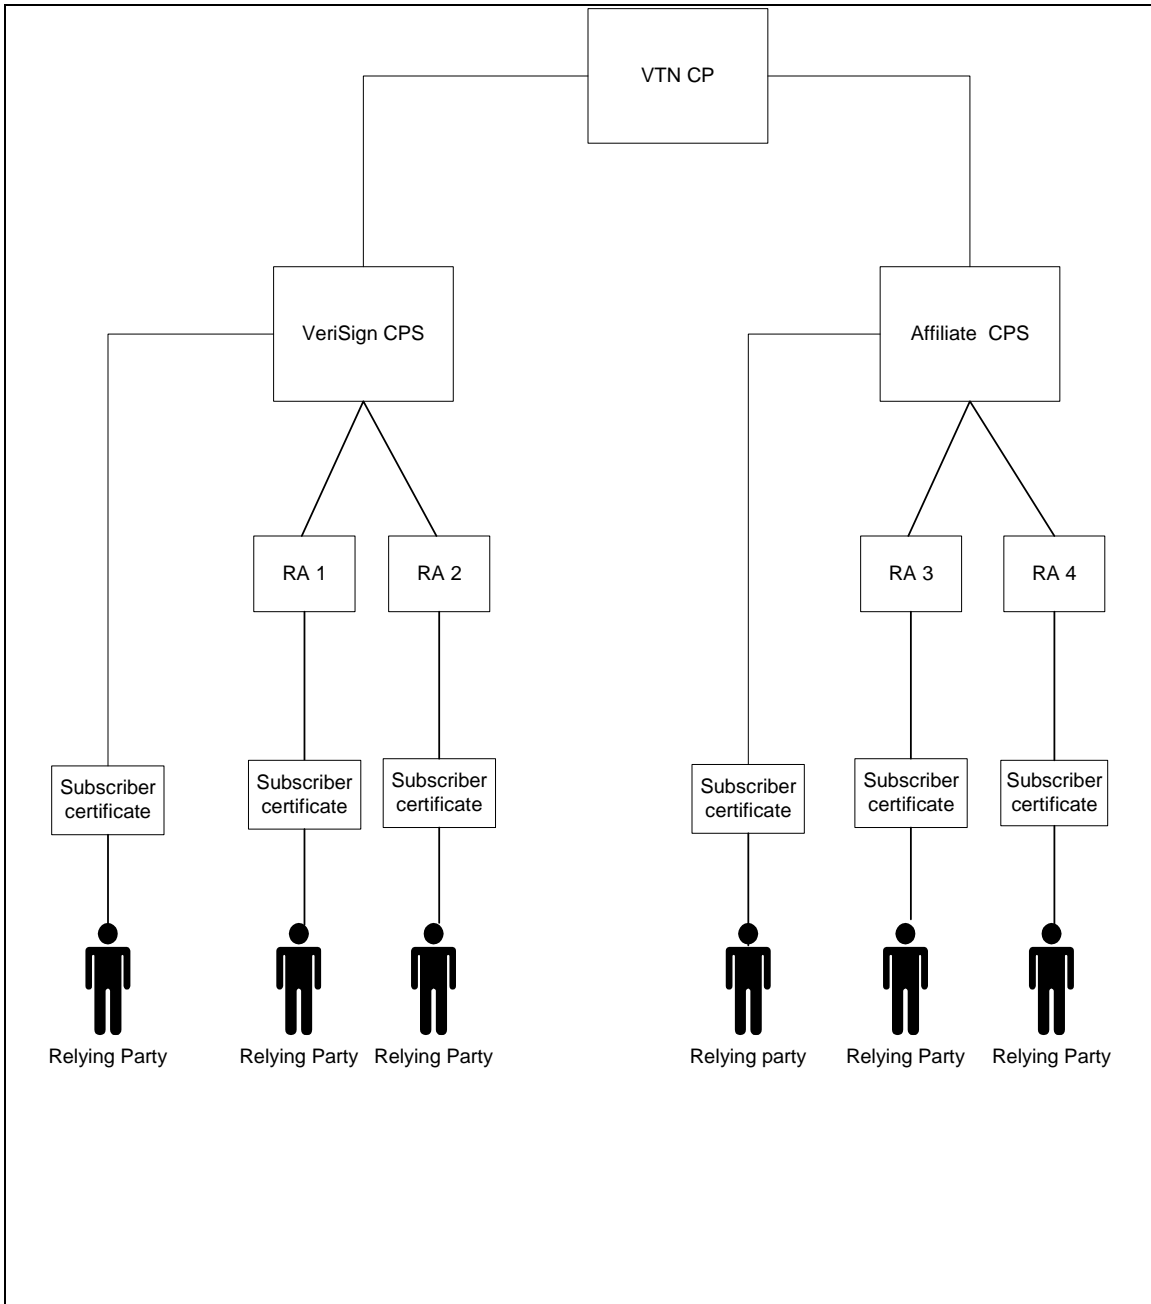 VTN CP
VeriSign CPS
Affiliate  CPS
RA 1
RA 2
RA 3
RA 4
Subscriber
certificate
Subscriber
certificate
Subscriber
certificate
Subscriber
certificate
Subscriber
certificate
Subscriber
certificate
Relying Party
Relying Party
Relying Party
Relying party
Relying Party
Relying Party